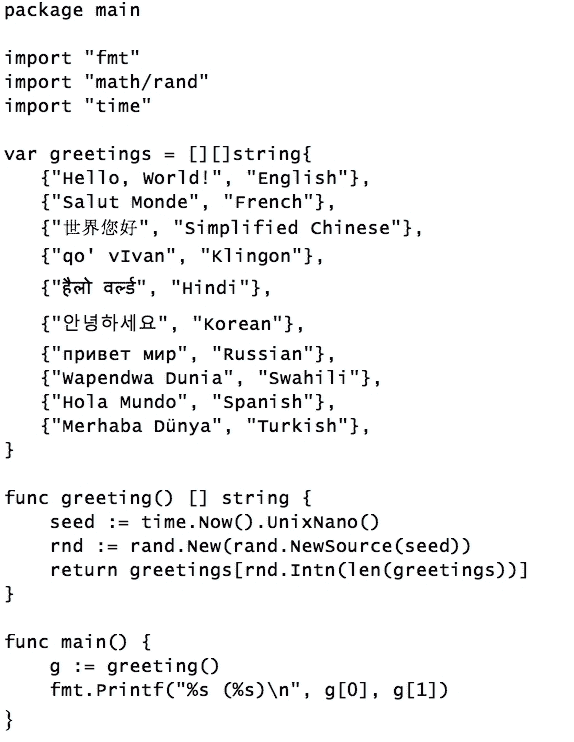 package main
import "fmt"
import "math/rand"
import "time"
var greetings = [][]string{
{"Hello, World!", "English"},
{"Salut Monde", "French"},
{"世界您好", "Simplified Chinese"},
{"qo' vIvan", "Klingon"},
{"हैलो वर्ल्ड", "Hindi"},
{"안녕하세요", "Korean"},
{"привет мир", "Russian"},
{"Wapendwa Dunia", "Swahili"},
{"Hola Mundo", "Spanish"},
{"Merhaba Dünya", "Turkish"},
}
func greeting() [] string {
seed := time.Now().UnixNano()
rnd := rand.New(rand.NewSource(seed))
return greetings[rnd.Intn(len(greetings))]
}
func main() {
g := greeting()
fmt.Printf("%s (%s)\n", g[0], g[1])
}